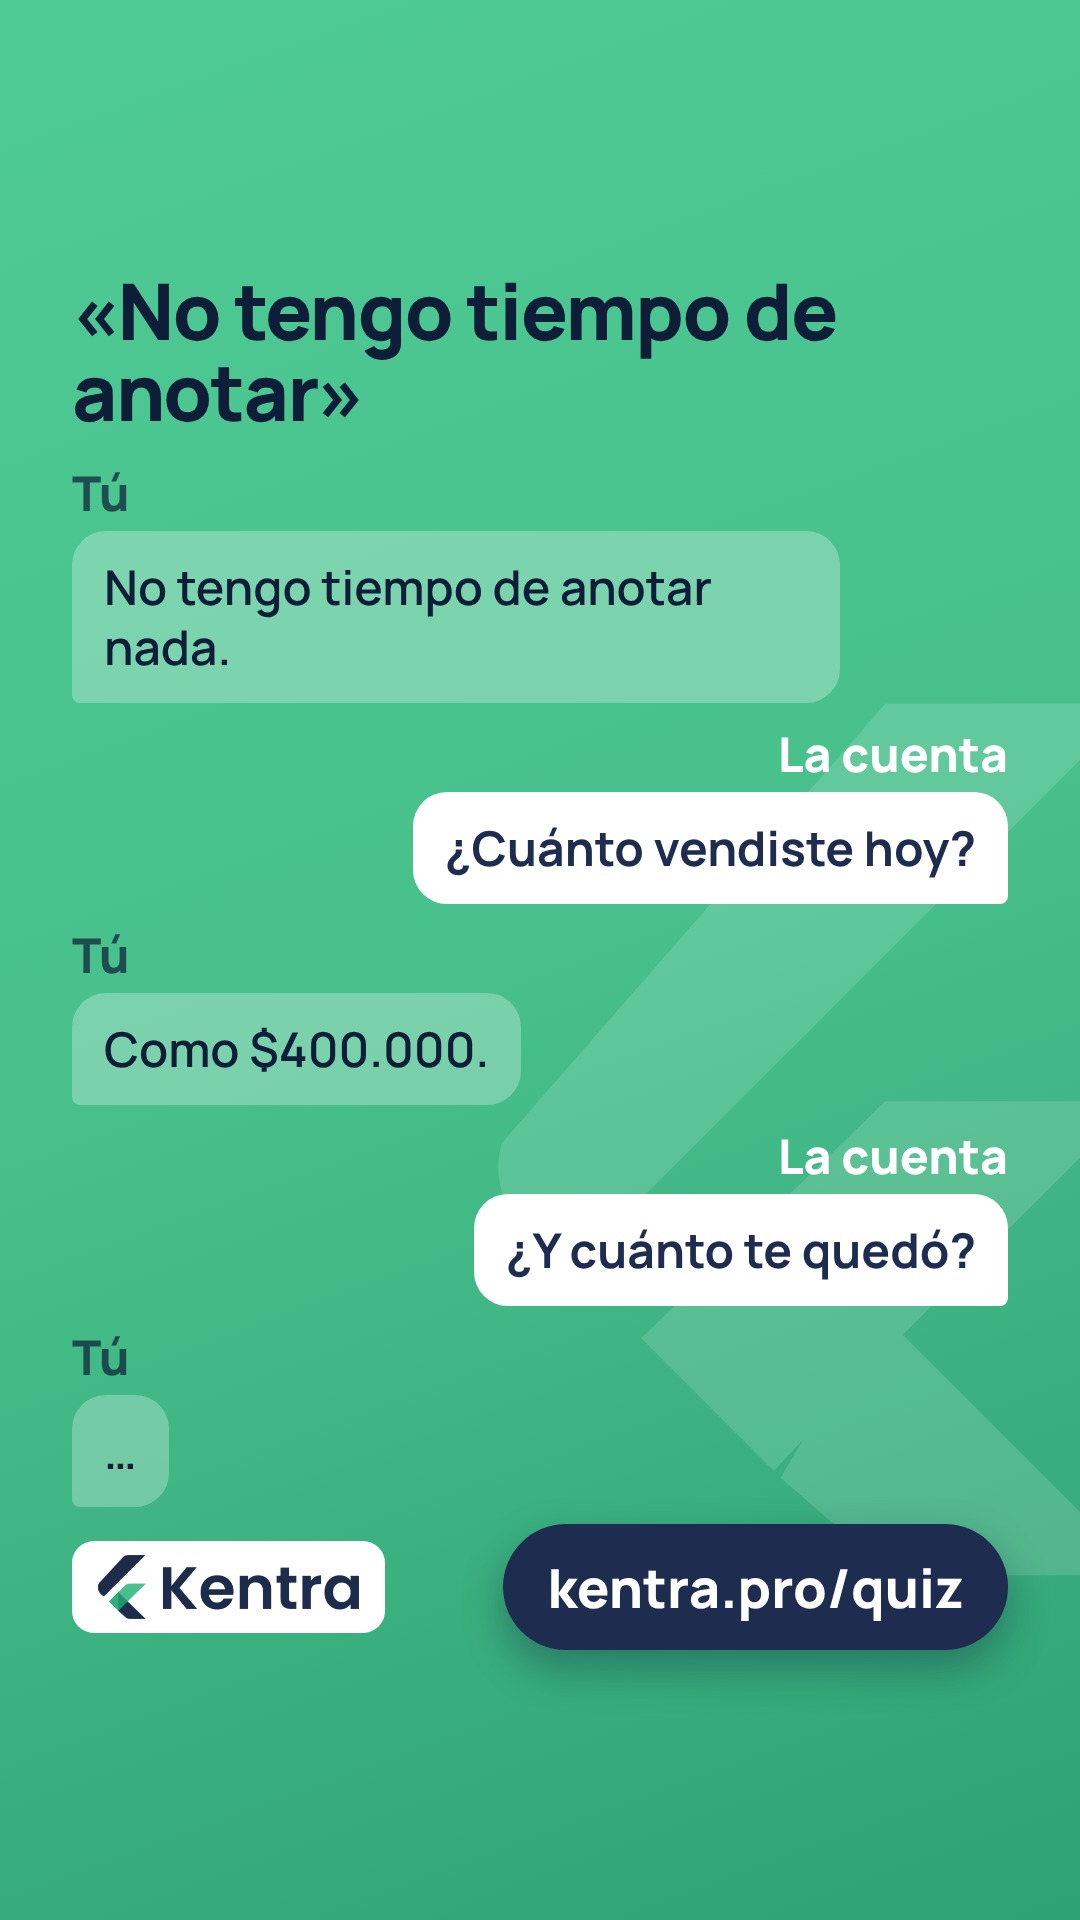 «No tengo tiempo de
anotar»
Tú
No tengo tiempo de anotar
nada.
La cuenta
¿Cuánto vendiste hoy?
Tú
Como $400.000.
La cuenta
¿Y cuánto te quedó?
Tú
...
Kentra
kentra.pro/quiz